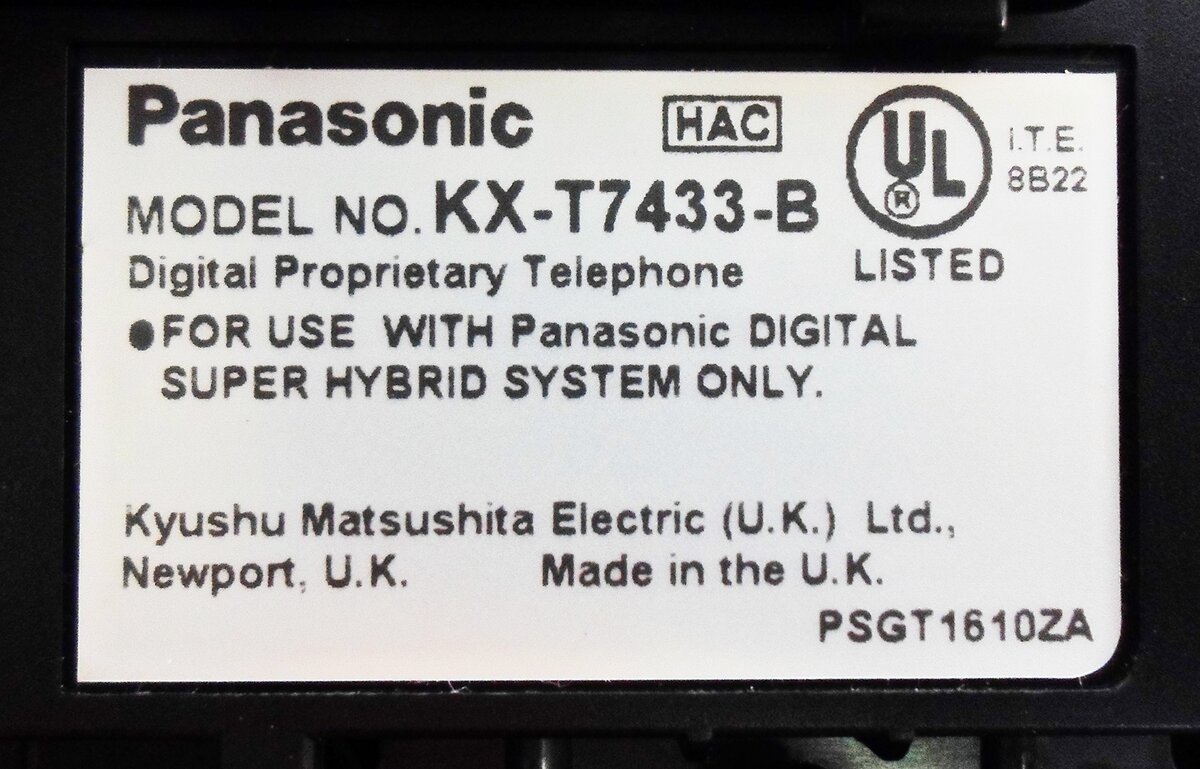 Panasonic HAC UL ® I.T.E.
8B22
MODEL NO. KX-T7433-B
LISTED
Digital Proprietary Telephone
●FOR USE WITH Panasonic DIGITAL
SUPER HYBRID SYSTEM ONLY.
Kyushu Matsushita Electric (U.K.) Ltd.,
Newport, U.K. Made in the U.K.
PSGT1610ZA